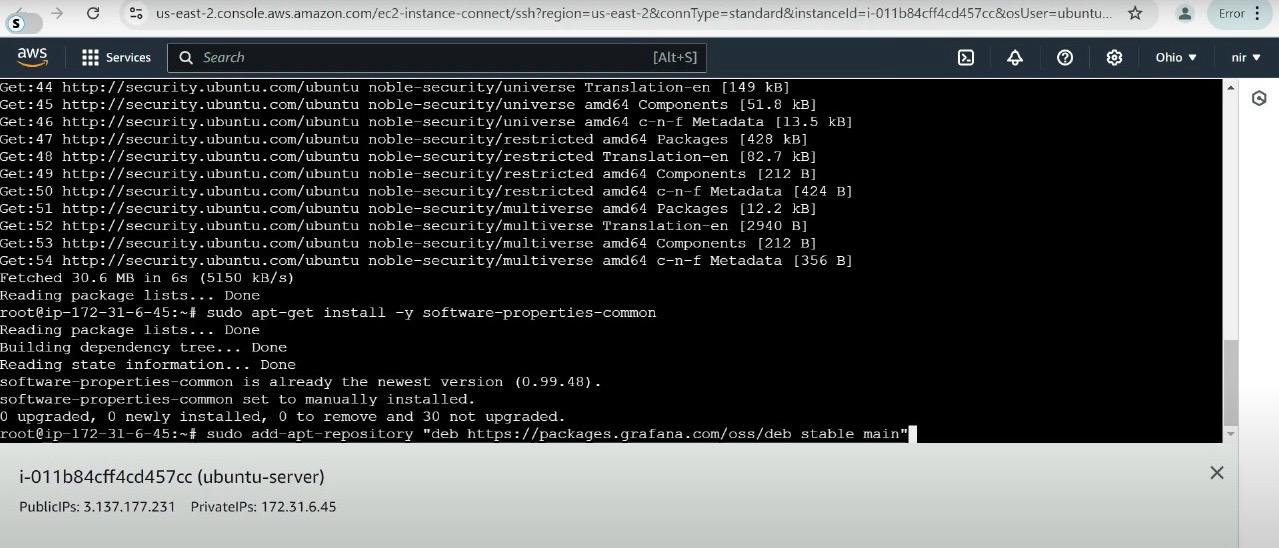 S
us-east-2.console.aws.amazon.com/ec2-instance-connect/ssh?region=us-east-2&connType=standard&instanceId=i-011b84cff4cd457cc&osUser=ubuntu...
Error
aws
Services
Search
[Alt+S]
Ohio
nir
Get:44 http://security.ubuntu.com/ubuntu noble-security/universe Translation-en [149 kB]
Get:45 http://security.ubuntu.com/ubuntu noble-security/universe amd64 Components [51.8 kB]
Get:46 http://security.ubuntu.com/ubuntu noble-security/universe amd64 c-n-f Metadata [13.5 kB]
Get:47 http://security.ubuntu.com/ubuntu noble-security/restricted amd64 Packages [428 kB]
Get:48 http://security.ubuntu.com/ubuntu noble-security/restricted Translation-en [82.7 kB]
Get:49 http://security.ubuntu.com/ubuntu noble-security/restricted amd64 Components [212 B]
Get:50 http://security.ubuntu.com/ubuntu noble-security/restricted amd64 c-n-f Metadata [424 B]
Get:51 http://security.ubuntu.com/ubuntu noble-security/multiverse amd64 Packages [12.2 kB]
Get:52 http://security.ubuntu.com/ubuntu noble-security/multiverse Translation-en [2940 B]
Get:53 http://security.ubuntu.com/ubuntu noble-security/multiverse amd64 Components [212 B]
Get:54 http://security.ubuntu.com/ubuntu noble-security/multiverse amd64 c-n-f Metadata [356 B]
Fetched 30.6 MB in 6s (5150 kB/s)
Reading package lists... Done
root@ip-172-31-6-45:~# sudo apt-get install -y software-properties-common
Reading package lists... Done
Building dependency tree... Done
Reading state information... Done
software-properties-common is already the newest version (0.99.48).
software-properties-common set to manually installed.
0 upgraded, 0 newly installed, 0 to remove and 30 not upgraded.
root@ip-172-31-6-45:~# sudo add-apt-repository "deb https://packages.grafana.com/oss/deb stable main"
i-011b84cff4cd457cc (ubuntu-server)
PublicIPs: 3.137.177.231 PrivateIPs: 172.31.6.45